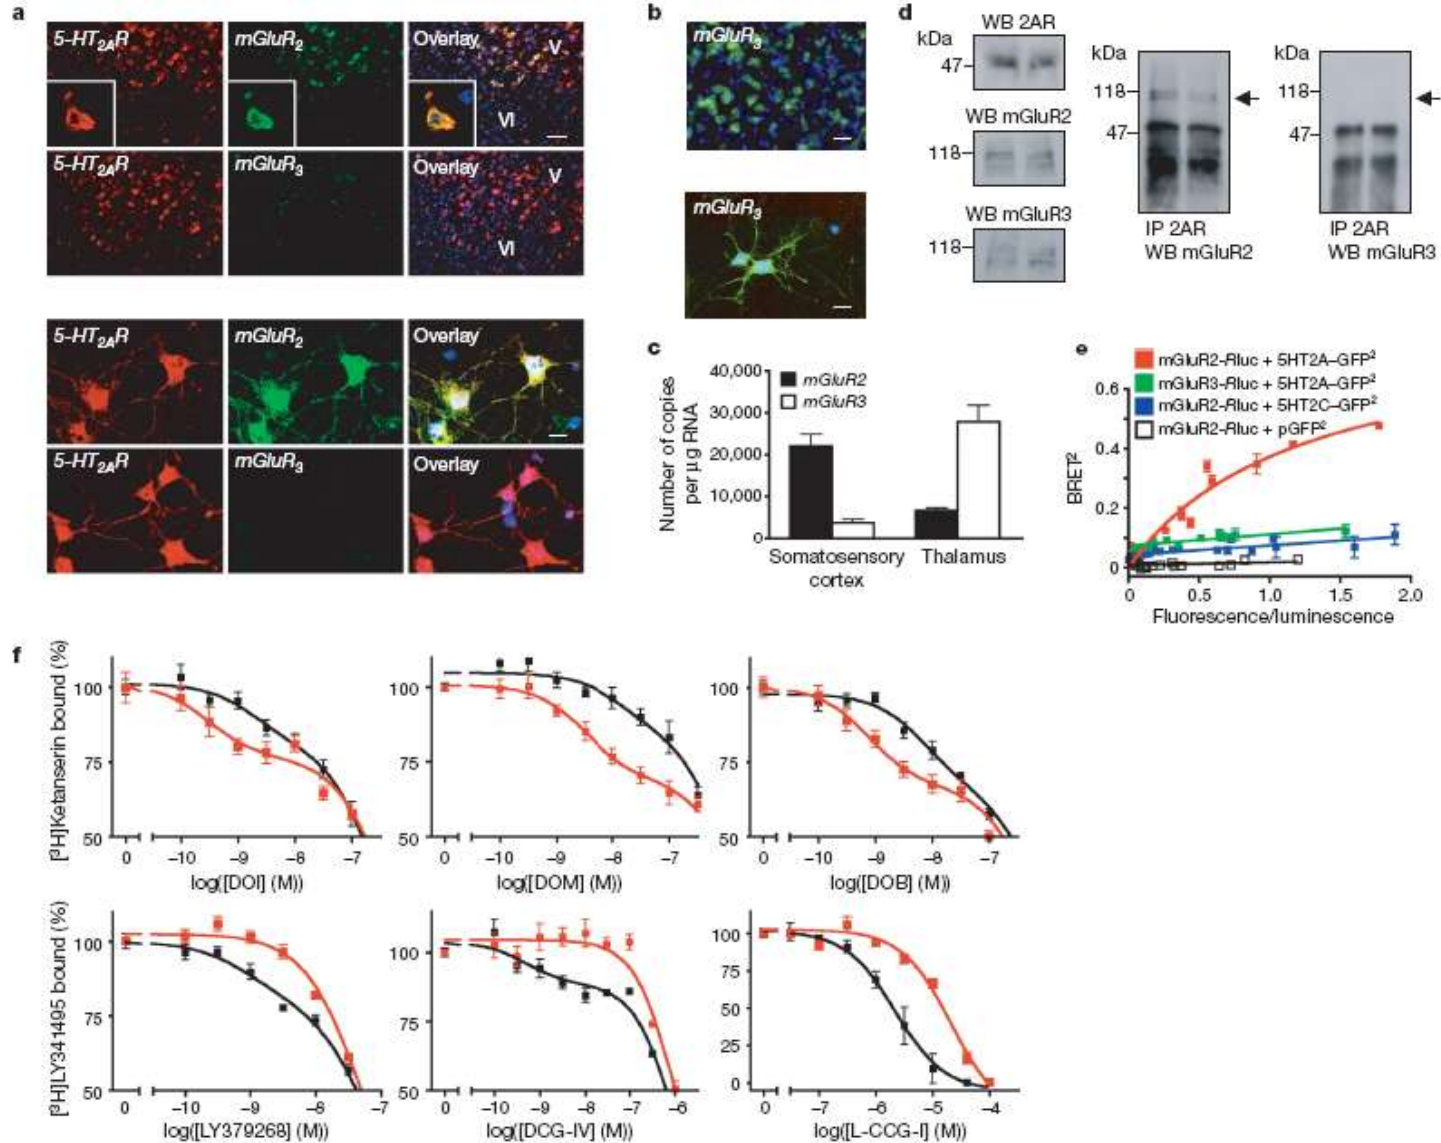 a
5-HT2AR
mGluR2
Overlay
V
VI
5-HT2AR
mGluR3
Overlay
V
VI
5-HT2AR
mGluR2
Overlay
5-HT2AR
mGluR3
Overlay
b
mGluR3
mGluR3
c
Number of copies
per μg RNA
40,000
30,000
20,000
10,000
0
mGluR2
mGluR3
Somatosensory
cortex
Thalamus
d
WB 2AR
kDa
47
WB mGluR2
118
WB mGluR3
118
kDa
118
47
IP 2AR
WB mGluR2
kDa
118
47
IP 2AR
WB mGluR3
e
mGluR2-Rluc + 5HT2A–GFP²
mGluR3-Rluc + 5HT2A–GFP²
mGluR2-Rluc + 5HT2C–GFP²
mGluR2-Rluc + pGFP²
BRET²
0.6
0.4
0.2
0
0 0.5 1.0 1.5 2.0
Fluorescence/luminescence
f
[³H]Ketanserin bound (%)
100
75
50
0 –10 –9 –8 –7
log([DOI] (M))
100
75
50
0 –10 –9 –8 –7
log([DOM] (M))
100
75
50
0 –10 –9 –8 –7
log([DOB] (M))
[³H]LY341495 bound (%)
100
75
50
0 –10 –9 –8 –7
log([LY379268] (M))
100
75
50
0 –10 –9 –8 –7 –6
log([DCG-IV] (M))
100
75
50
25
0
0 –7 –6 –5 –4
log([L-CCG-I] (M))